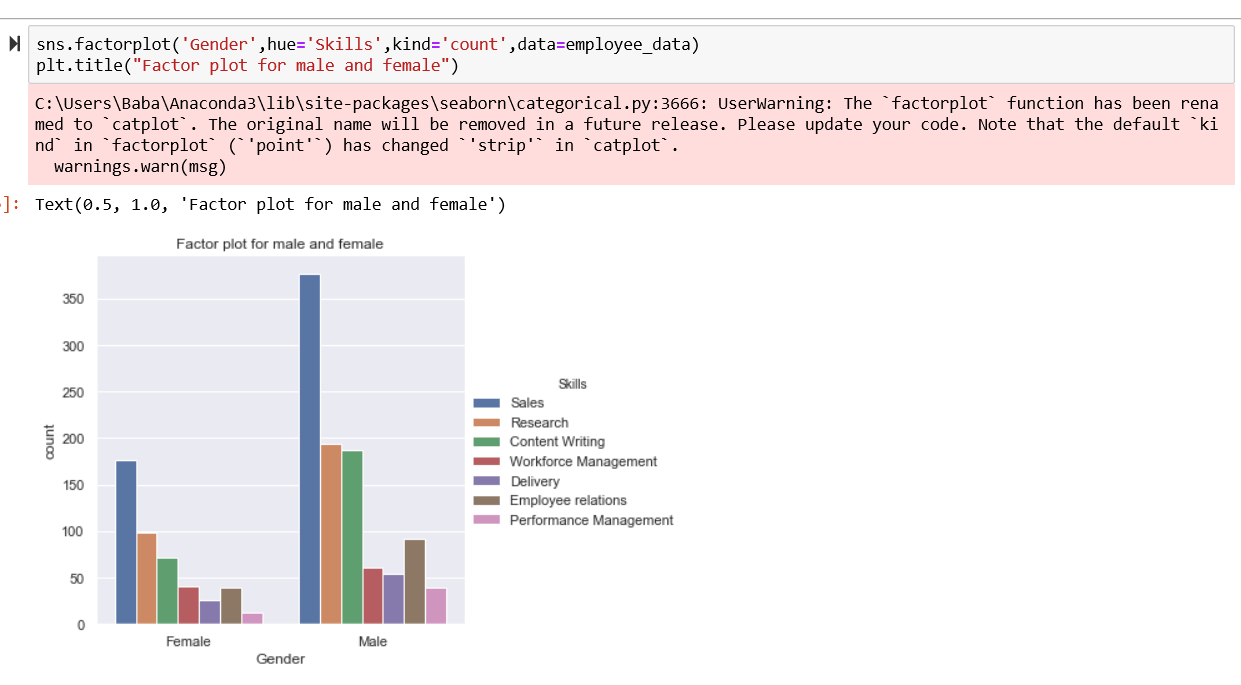 sns.factorplot('Gender',hue='Skills',kind='count',data=employee_data)
plt.title("Factor plot for male and female")
C:\Users\Baba\Anaconda3\lib\site-packages\seaborn\categorical.py:3666: UserWarning: The `factorplot` function has been rena
med to `catplot`. The original name will be removed in a future release. Please update your code. Note that the default `ki
nd` in `factorplot` (`'point'`) has changed `'strip'` in `catplot`.
warnings.warn(msg)
]: Text(0.5, 1.0, 'Factor plot for male and female')
Factor plot for male and female
350
300
250
200
150
100
50
0
count
Female
Male
Gender
Skills
Sales
Research
Content Writing
Workforce Management
Delivery
Employee relations
Performance Management